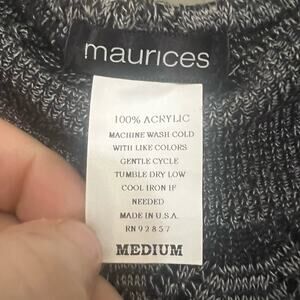 maurices
100% ACRYLIC
MACHINE WASH COLD
WITH LIKE COLORS
GENTLE CYCLE
TUMBLE DRY LOW
COOL IRON IF
NEEDED
MADE IN U.S.A.
RN 92857
MEDIUM